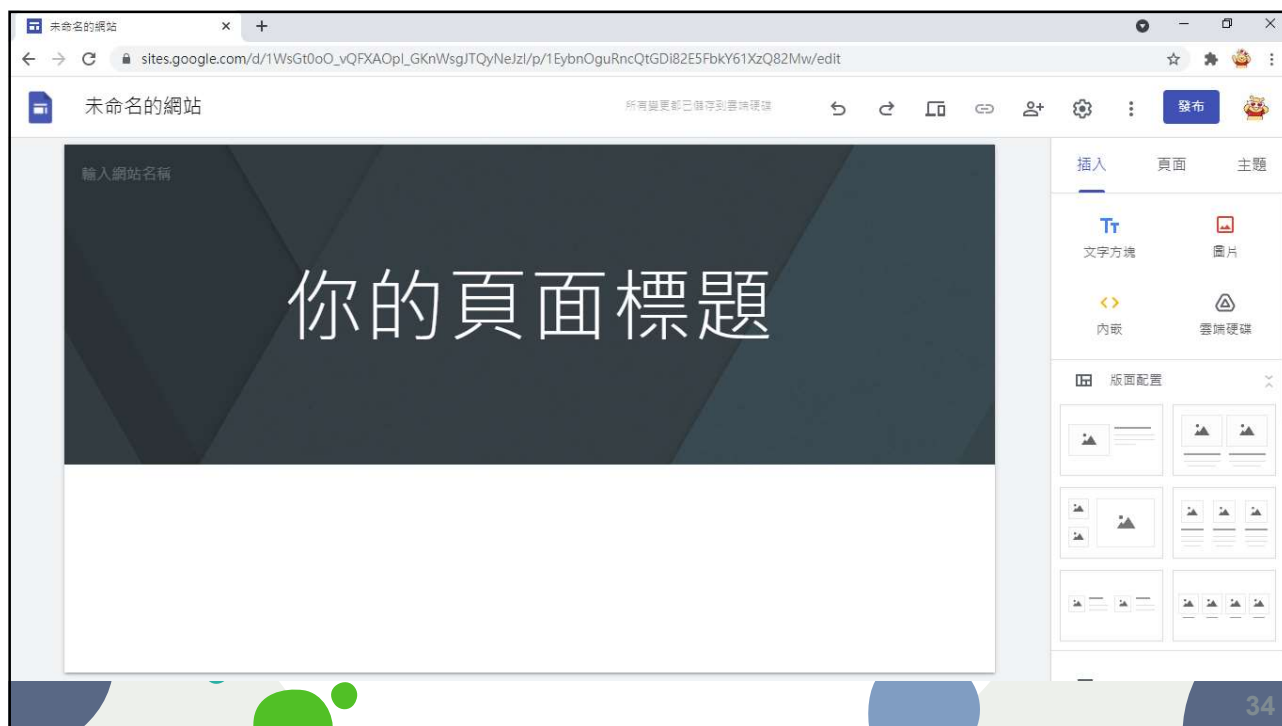 未命名的網站
sites.google.com/d/1WsGt0oO_vQFXAOpI_GKnWsgJTQyNeJzI/p/1EybnOguRncQtGDi82E5FbkY61XzQ82Mw/edit
未命名的網站
所有變更都已儲存到雲端硬碟
發布
輸入網站名稱
你的頁面標題
插入 頁面 主題
文字方塊 圖片
內嵌 雲端硬碟
版面配置
34